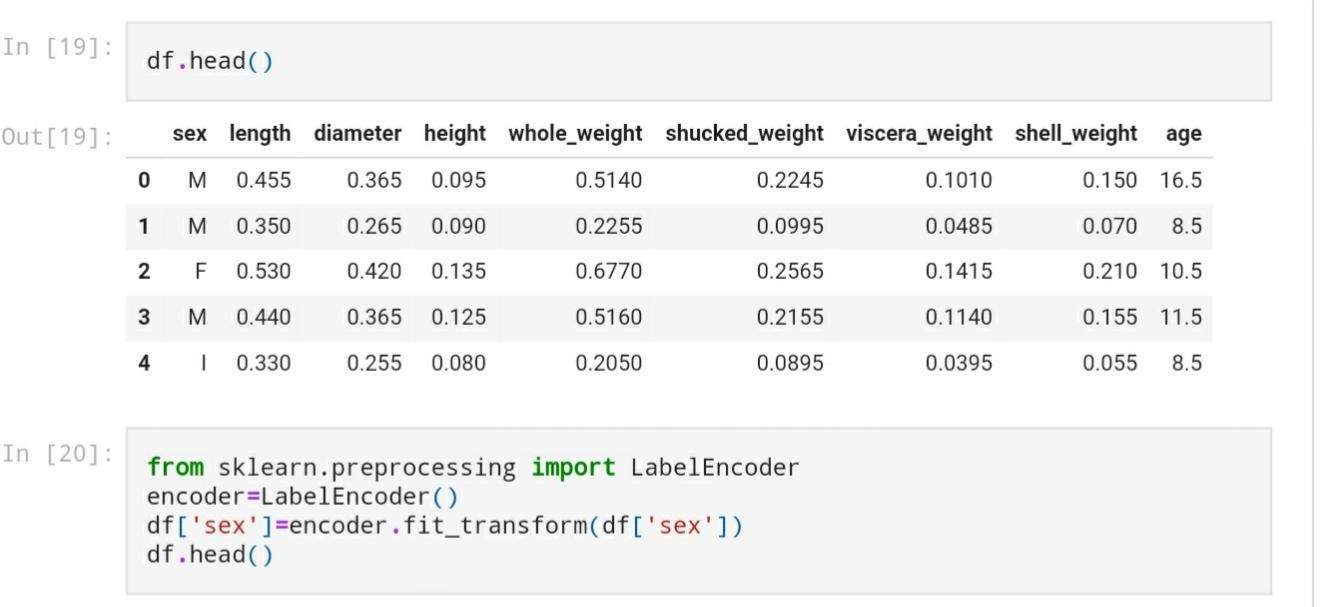 In [19]:
df.head()
Out[19]:
sex length diameter height whole_weight shucked_weight viscera_weight shell_weight age
0 M 0.455 0.365 0.095 0.5140 0.2245 0.1010 0.150 16.5
1 M 0.350 0.265 0.090 0.2255 0.0995 0.0485 0.070 8.5
2 F 0.530 0.420 0.135 0.6770 0.2565 0.1415 0.210 10.5
3 M 0.440 0.365 0.125 0.5160 0.2155 0.1140 0.155 11.5
4 I 0.330 0.255 0.080 0.2050 0.0895 0.0395 0.055 8.5
In [20]:
from sklearn.preprocessing import LabelEncoder
encoder=LabelEncoder()
df['sex']=encoder.fit_transform(df['sex'])
df.head()